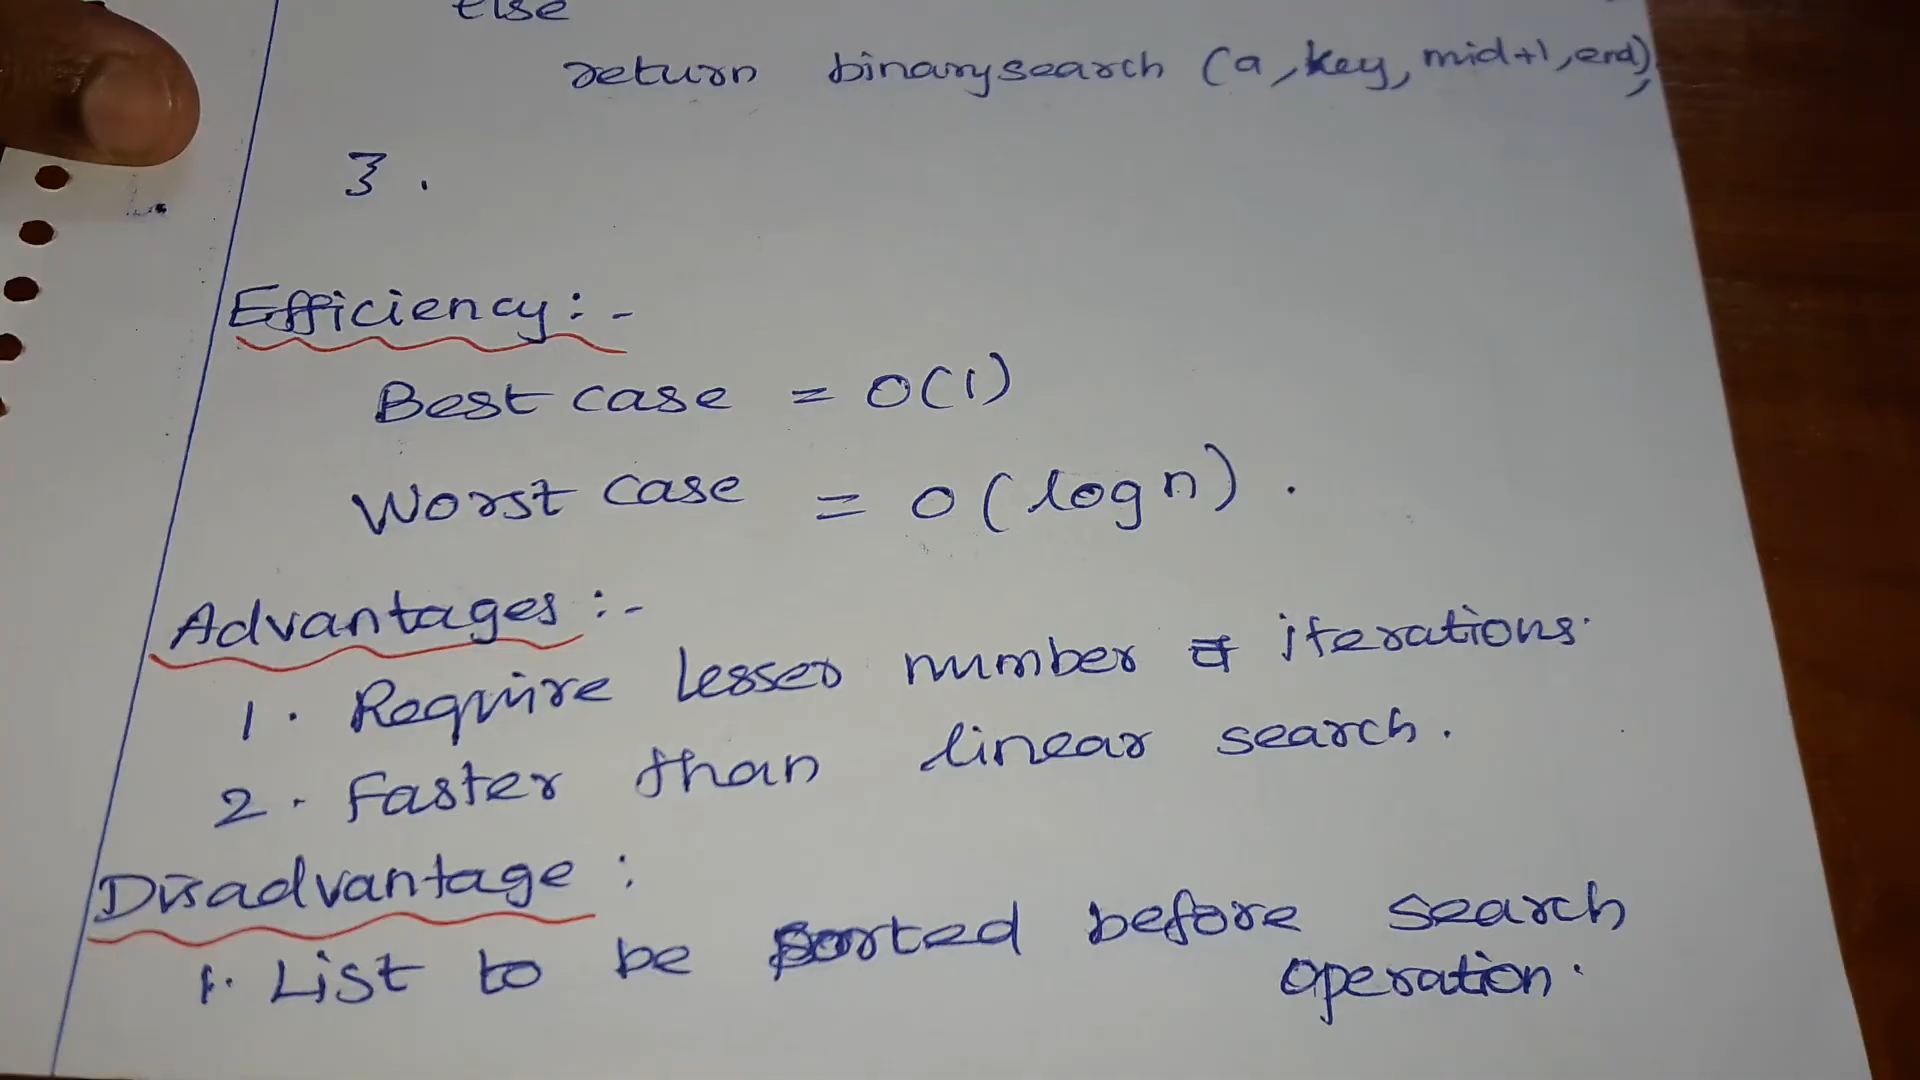 else
return binarysearch (a, key, mid+1, end);
}.
Efficiency :-
Best case = O(1)
Worst case = O(log n).
Advantages :-
1. Require lesser number of iterations.
2. Faster than linear search.
Disadvantage :
1. List to be sorted before search
operation.